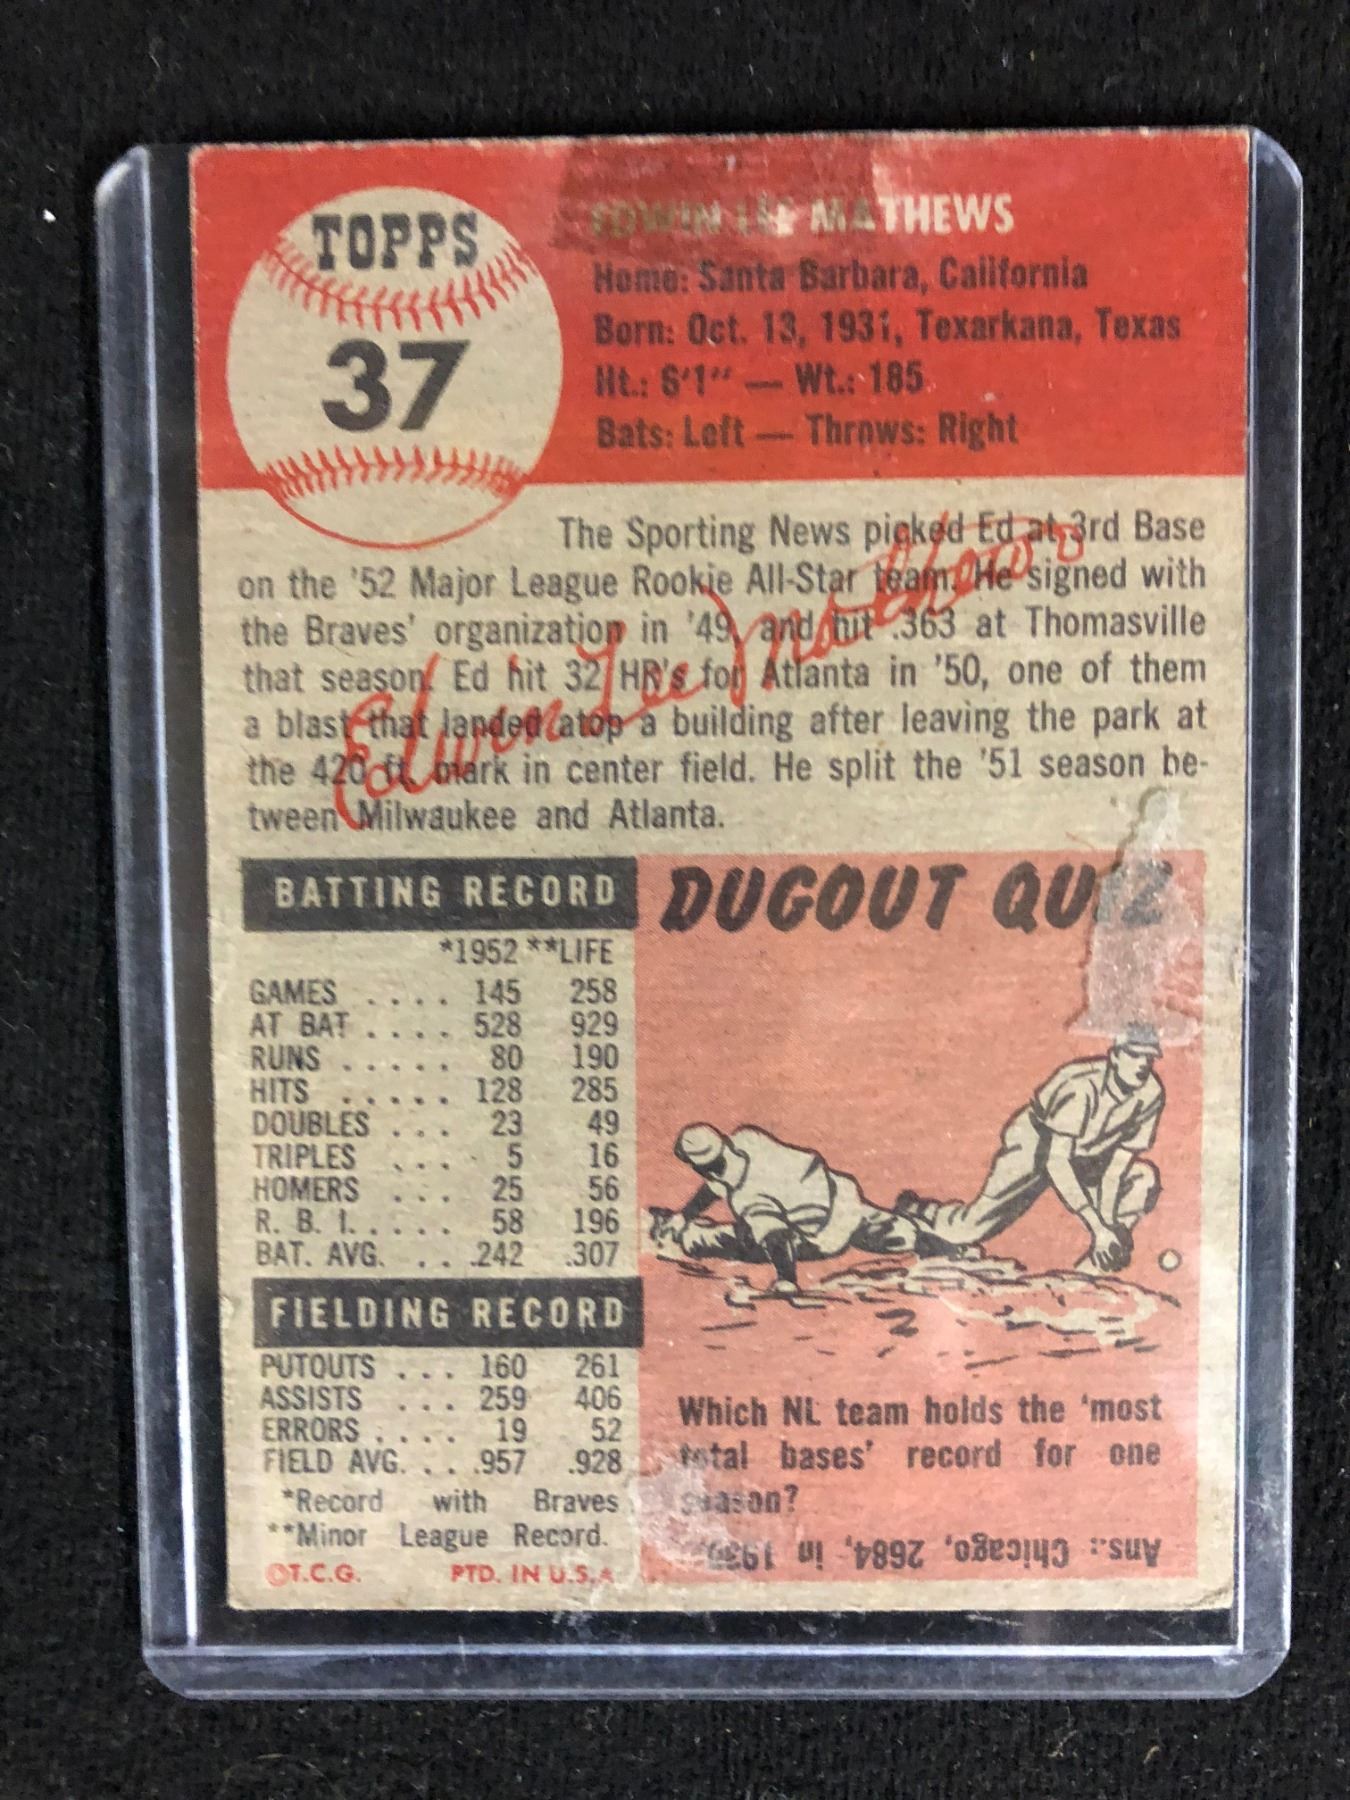 TOPPS
37
EDWIN LEE MATHEWS
Home: Santa Barbara, California
Born: Oct. 13, 1931, Texarkana, Texas
Ht.: 6'1" — Wt.: 185
Bats: Left — Throws: Right
The Sporting News picked Ed at 3rd Base
on the '52 Major League Rookie All-Star team. He signed with
the Braves' organization in '49, and hit .363 at Thomasville
that season. Ed hit 32 HR's for Atlanta in '50, one of them
a blast that landed atop a building after leaving the park at
the 420 ft. mark in center field. He split the '51 season be-
tween Milwaukee and Atlanta.
Edwin Lee Mathews
BATTING RECORD
*1952 **LIFE
GAMES .... 145 258
AT BAT .... 528 929
RUNS ..... 80 190
HITS ..... 128 285
DOUBLES ... 23 49
TRIPLES ... 5 16
HOMERS ... 25 56
R. B. I. .... 58 196
BAT. AVG. ... .242 .307
FIELDING RECORD
PUTOUTS ... 160 261
ASSISTS ... 259 406
ERRORS .... 19 52
FIELD AVG. ... .957 .928
*Record with Braves
**Minor League Record.
©T.C.G. PTD. IN U.S.A.
DUGOUT QUIZ
Which NL team holds the 'most
total bases' record for one
season?
Ans.: Chicago, 2684, in